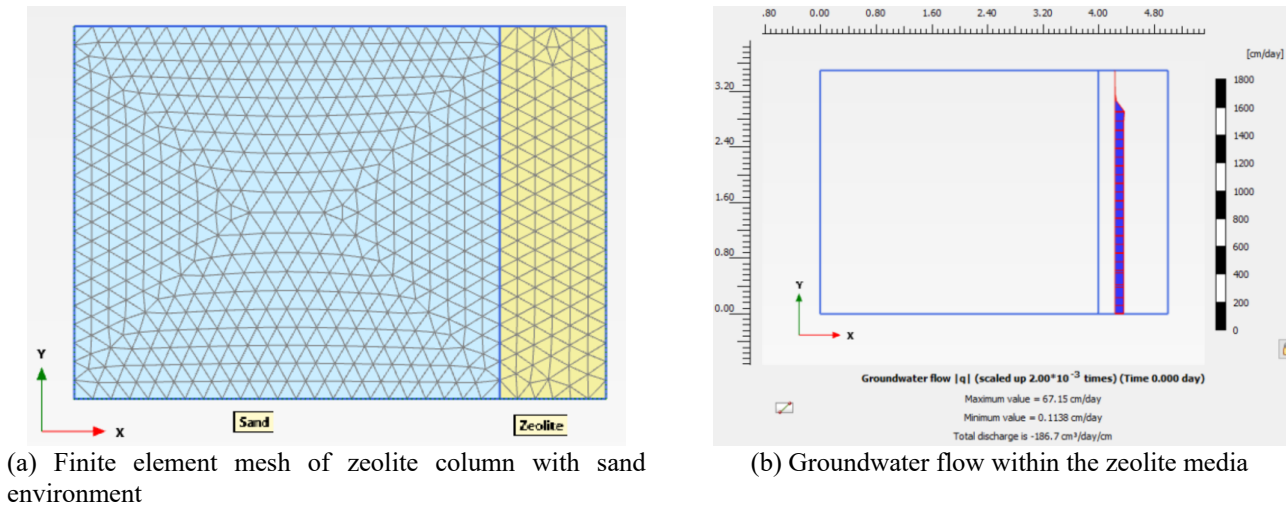 .80 0.00 0.80 1.60 2.40 3.20 4.00 4.80
[cm/day]
3.20
2.40
1.60
0.80
0.00
1800
1600
1400
1200
1000
800
600
400
200
0
Y
X
Sand
Zeolite
Y
X
Groundwater flow |q| (scaled up 2.00*10⁻³ times) (Time 0.000 day)
Maximum value = 67.15 cm/day
Minimum value = 0.1138 cm/day
Total discharge is -186.7 cm³/day/cm
(a) Finite element mesh of zeolite column with sand
environment
(b) Groundwater flow within the zeolite media